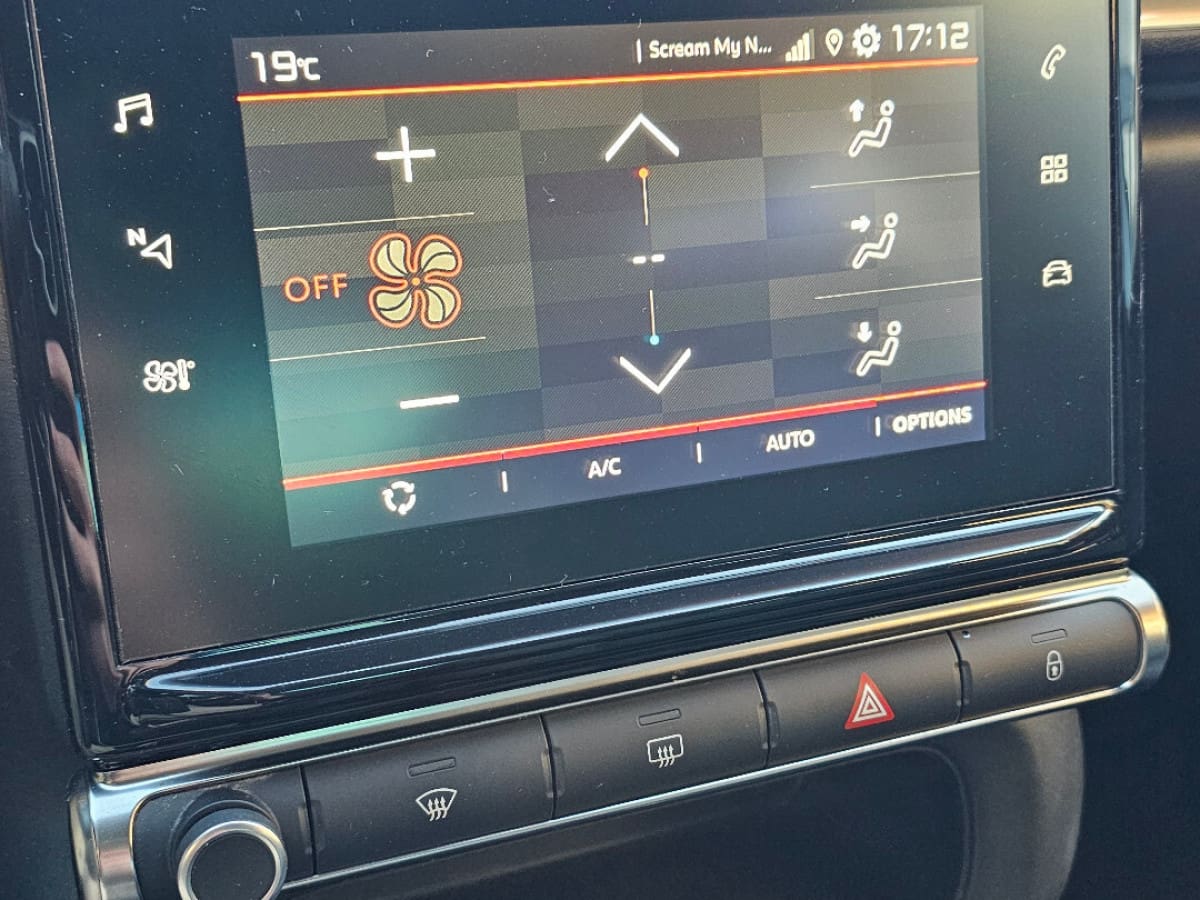 19°C
Scream My N... 17:12
N
OFF
--
A/C
AUTO
OPTIONS